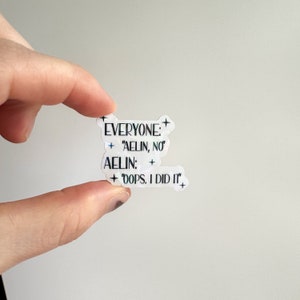 EVERYONE:
"AELIN, NO"
AELIN:
"OOPS, I DID IT"